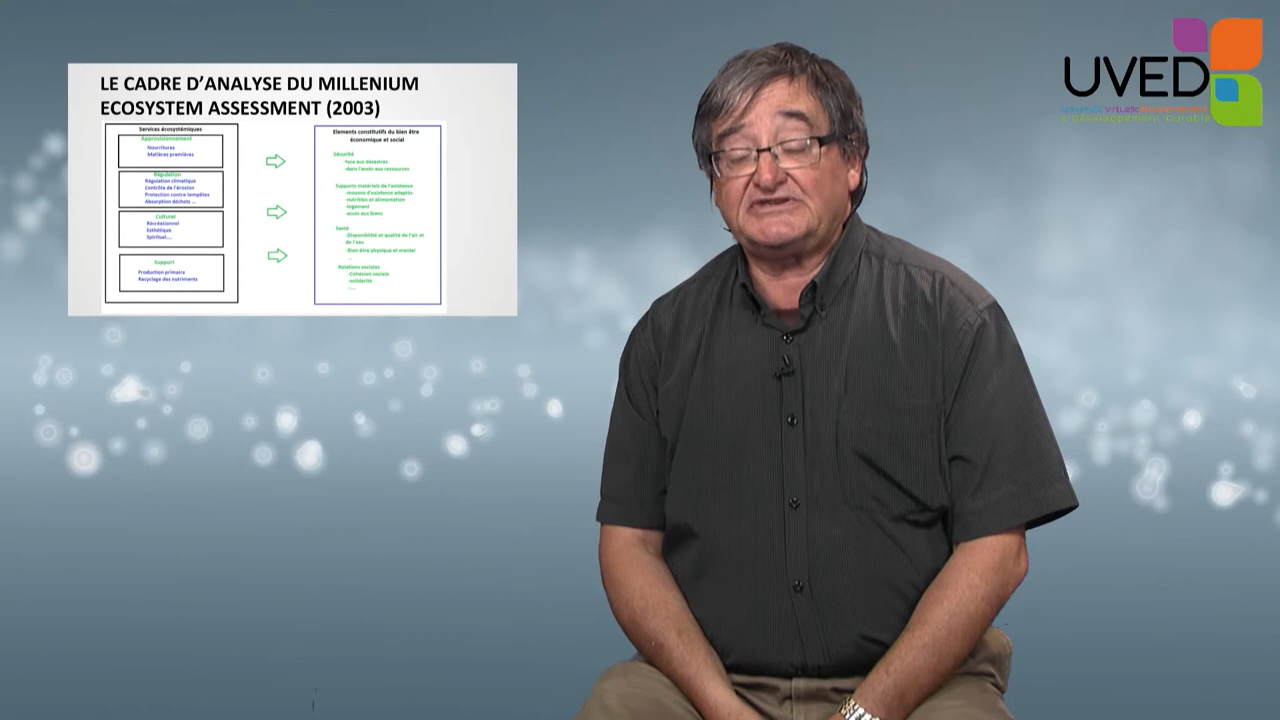 LE CADRE D'ANALYSE DU MILLENIUM
ECOSYSTEM ASSESSMENT (2003)
Services écosystémiques
Approvisionnement
Nourritures
Matières premières
Régulation
Régulation climatique
Contrôle de l'érosion
Protection contre tempêtes
Absorption déchets ...
Culturel
Récréationnel
Esthétique
Spirituel....
Support
Production primaire
Recyclage des nutriments
Elements constitutifs du bien être
économique et social
Sécurité
-face aux désastres
-dans l'accès aux ressources
Supports matériels de l'existence
-moyens d'existence adaptés
-nutrition et alimentation
-logement
-accès aux biens
Santé
-Disponibilité et qualité de l'air et
de l'eau
-Bien être physique et mental
...
Relations sociales
-Cohésion sociale
-solidarité
....
UVED
Université Virtuelle Environnement
& Développement Durable